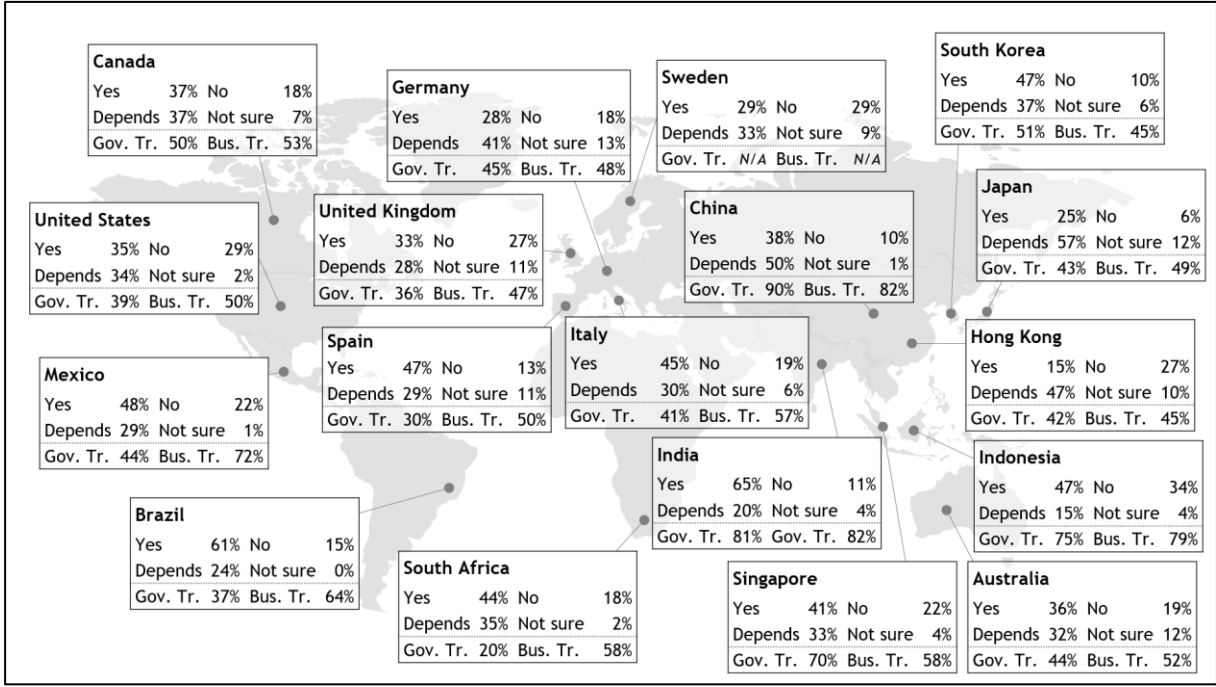 Canada
Yes 37% No 18%
Depends 37% Not sure 7%
Gov. Tr. 50% Bus. Tr. 53%
Germany
Yes 28% No 18%
Depends 41% Not sure 13%
Gov. Tr. 45% Bus. Tr. 48%
Sweden
Yes 29% No 29%
Depends 33% Not sure 9%
Gov. Tr. N/A Bus. Tr. N/A
South Korea
Yes 47% No 10%
Depends 37% Not sure 6%
Gov. Tr. 51% Bus. Tr. 45%
United States
Yes 35% No 29%
Depends 34% Not sure 2%
Gov. Tr. 39% Bus. Tr. 50%
United Kingdom
Yes 33% No 27%
Depends 28% Not sure 11%
Gov. Tr. 36% Bus. Tr. 47%
China
Yes 38% No 10%
Depends 50% Not sure 1%
Gov. Tr. 90% Bus. Tr. 82%
Japan
Yes 25% No 6%
Depends 57% Not sure 12%
Gov. Tr. 43% Bus. Tr. 49%
Mexico
Yes 48% No 22%
Depends 29% Not sure 1%
Gov. Tr. 44% Bus. Tr. 72%
Spain
Yes 47% No 13%
Depends 29% Not sure 11%
Gov. Tr. 30% Bus. Tr. 50%
Italy
Yes 45% No 19%
Depends 30% Not sure 6%
Gov. Tr. 41% Bus. Tr. 57%
Hong Kong
Yes 15% No 27%
Depends 47% Not sure 10%
Gov. Tr. 42% Bus. Tr. 45%
Brazil
Yes 61% No 15%
Depends 24% Not sure 0%
Gov. Tr. 37% Bus. Tr. 64%
South Africa
Yes 44% No 18%
Depends 35% Not sure 2%
Gov. Tr. 20% Bus. Tr. 58%
India
Yes 65% No 11%
Depends 20% Not sure 4%
Gov. Tr. 81% Gov. Tr. 82%
Indonesia
Yes 47% No 34%
Depends 15% Not sure 4%
Gov. Tr. 75% Bus. Tr. 79%
Singapore
Yes 41% No 22%
Depends 33% Not sure 4%
Gov. Tr. 70% Bus. Tr. 58%
Australia
Yes 36% No 19%
Depends 32% Not sure 12%
Gov. Tr. 44% Bus. Tr. 52%